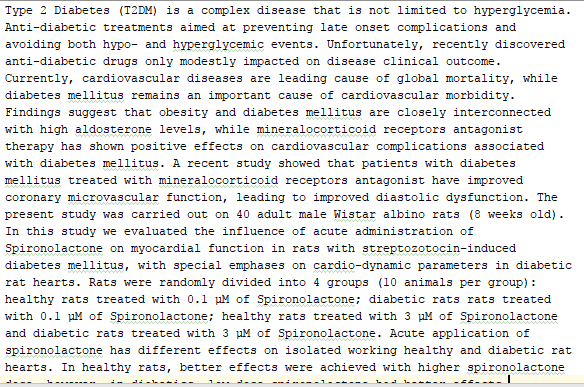 Type 2 Diabetes (T2DM) is a complex disease that is not limited to hyperglycemia.
Anti-diabetic treatments aimed at preventing late onset complications and
avoiding both hypo- and hyperglycemic events. Unfortunately, recently discovered
anti-diabetic drugs only modestly impacted on disease clinical outcome.
Currently, cardiovascular diseases are leading cause of global mortality, while
diabetes mellitus remains an important cause of cardiovascular morbidity.
Findings suggest that obesity and diabetes mellitus are closely interconnected
with high aldosterone levels, while mineralocorticoid receptors antagonist
therapy has shown positive effects on cardiovascular complications associated
with diabetes mellitus. A recent study showed that patients with diabetes
mellitus treated with mineralocorticoid receptors antagonist have improved
coronary microvascular function, leading to improved diastolic dysfunction. The
present study was carried out on 40 adult male Wistar albino rats (8 weeks old).
In this study we evaluated the influence of acute administration of
Spironolactone on myocardial function in rats with streptozotocin-induced
diabetes mellitus, with special emphases on cardio-dynamic parameters in diabetic
rat hearts. Rats were randomly divided into 4 groups (10 animals per group):
healthy rats treated with 0.1 µM of Spironolactone; diabetic rats rats treated
with 0.1 µM of Spironolactone; healthy rats treated with 3 µM of Spironolactone
and diabetic rats treated with 3 µM of Spironolactone. Acute application of
spironolactone has different effects on isolated working healthy and diabetic rat
hearts. In healthy rats, better effects were achieved with higher spironolactone
dose, however, in diabetics, low dose spironolactone had better effects.